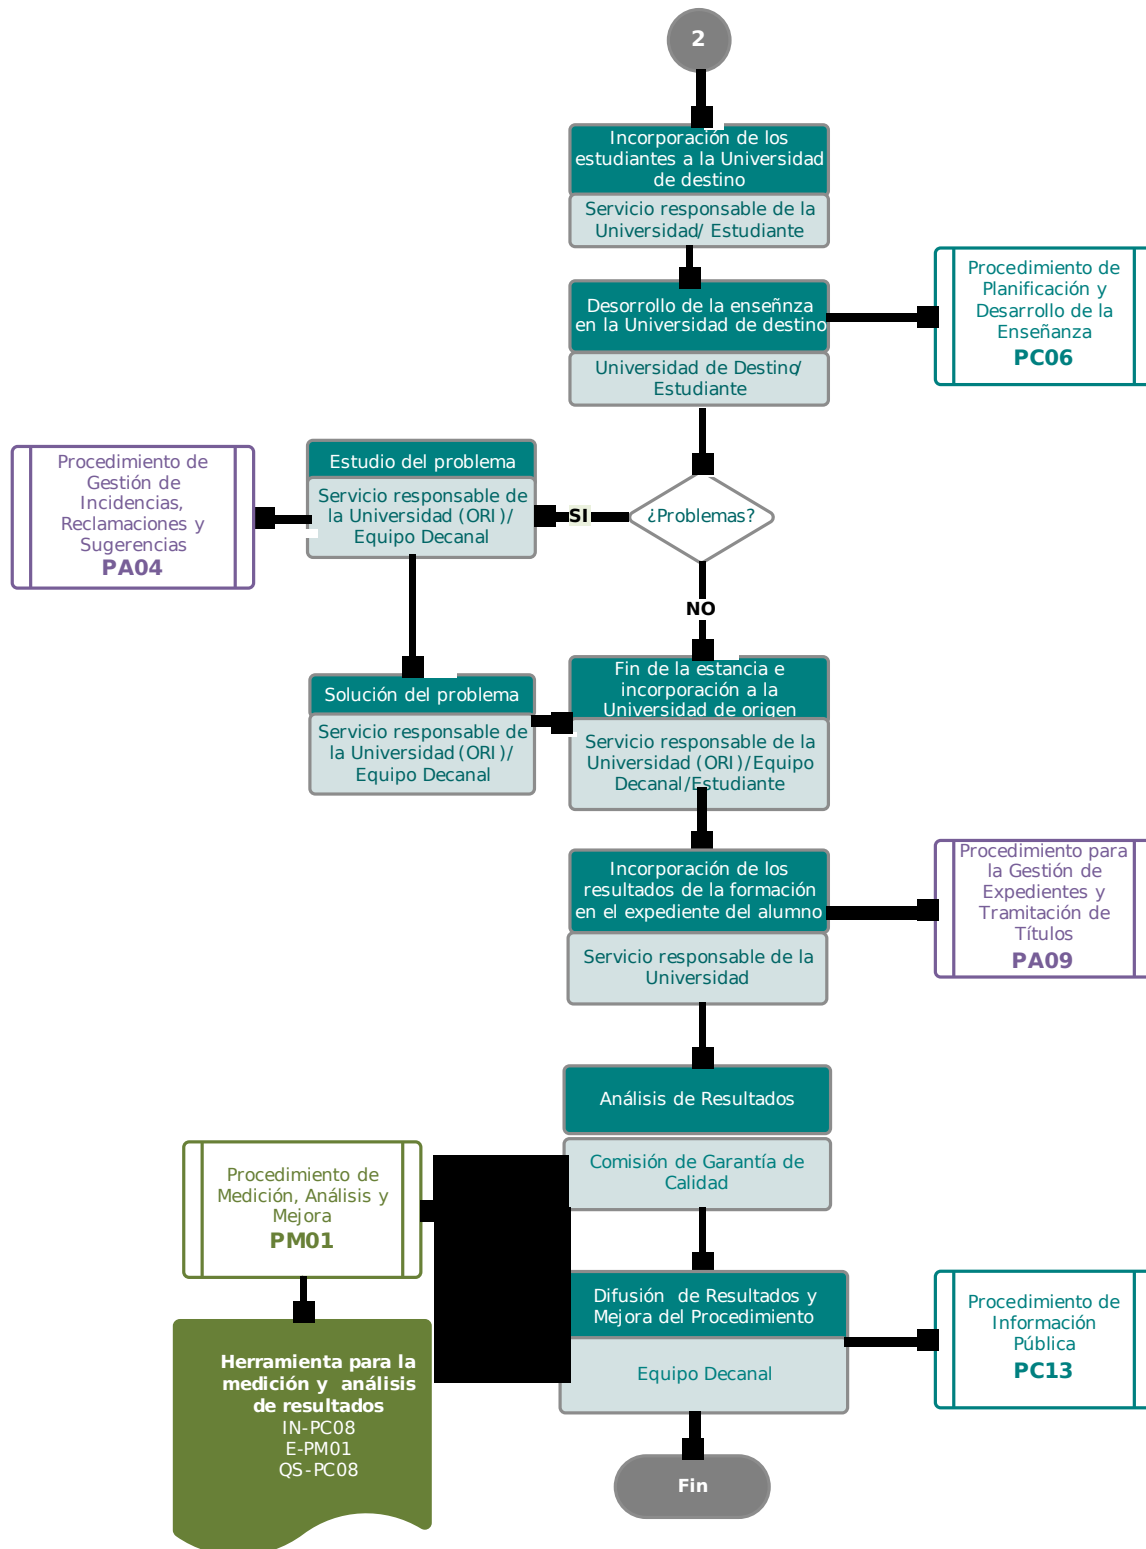 2
Incorporación de los
estudiantes a la Universidad
de destino
Servicio responsable de la
Universidad/ Estudiante
Desorrollo de la enseñnza
en la Universidad de destino
Universidad de Destino/
Estudiante
Procedimiento de
Planificación y
Desarrollo de la
Enseñanza
PC06
¿Problemas?
SI
NO
Estudio del problema
Servicio responsable de
la Universidad (ORI)/
Equipo Decanal
Procedimiento de
Gestión de
Incidencias,
Reclamaciones y
Sugerencias
PA04
Solución del problema
Servicio responsable de
la Universidad (ORI)/
Equipo Decanal
Fin de la estancia e
incorporación a la
Universidad de origen
Servicio responsable de la
Universidad (ORI)/Equipo
Decanal/Estudiante
Incorporación de los
resultados de la formación
en el expediente del alumno
Servicio responsable de la
Universidad
Procedimiento para
la Gestión de
Expedientes y
Tramitación de
Títulos
PA09
Análisis de Resultados
Comisión de Garantía de
Calidad
Procedimiento de
Medición, Análisis y
Mejora
PM01
Herramienta para la
medición y análisis
de resultados
IN-PC08
E-PM01
QS-PC08
Difusión de Resultados y
Mejora del Procedimiento
Equipo Decanal
Procedimiento de
Información
Pública
PC13
Fin